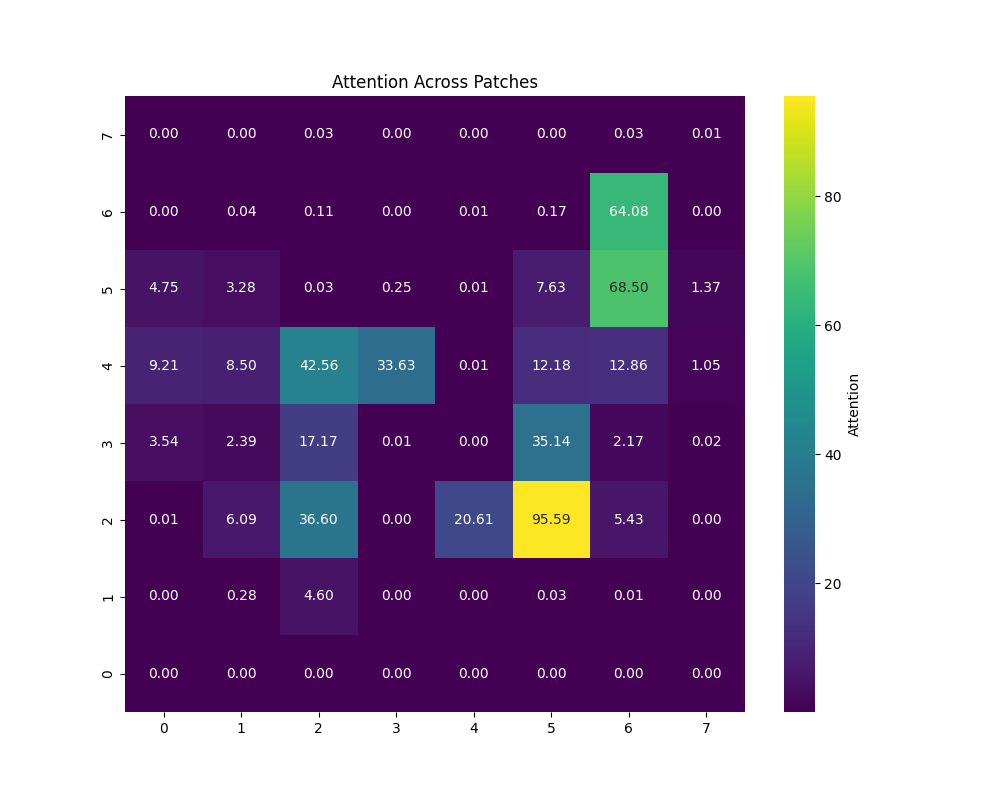 Attention Across Patches
7 0.00 0.00 0.03 0.00 0.00 0.00 0.03 0.01
6 0.00 0.04 0.11 0.00 0.01 0.17 64.08 0.00
80
5 4.75 3.28 0.03 0.25 0.01 7.63 68.50 1.37
60
4 9.21 8.50 42.56 33.63 0.01 12.18 12.86 1.05
Attention
3 3.54 2.39 17.17 0.01 0.00 35.14 2.17 0.02
40
2 0.01 6.09 36.60 0.00 20.61 95.59 5.43 0.00
20
1 0.00 0.28 4.60 0.00 0.00 0.03 0.01 0.00
0 0.00 0.00 0.00 0.00 0.00 0.00 0.00 0.00
0 1 2 3 4 5 6 7